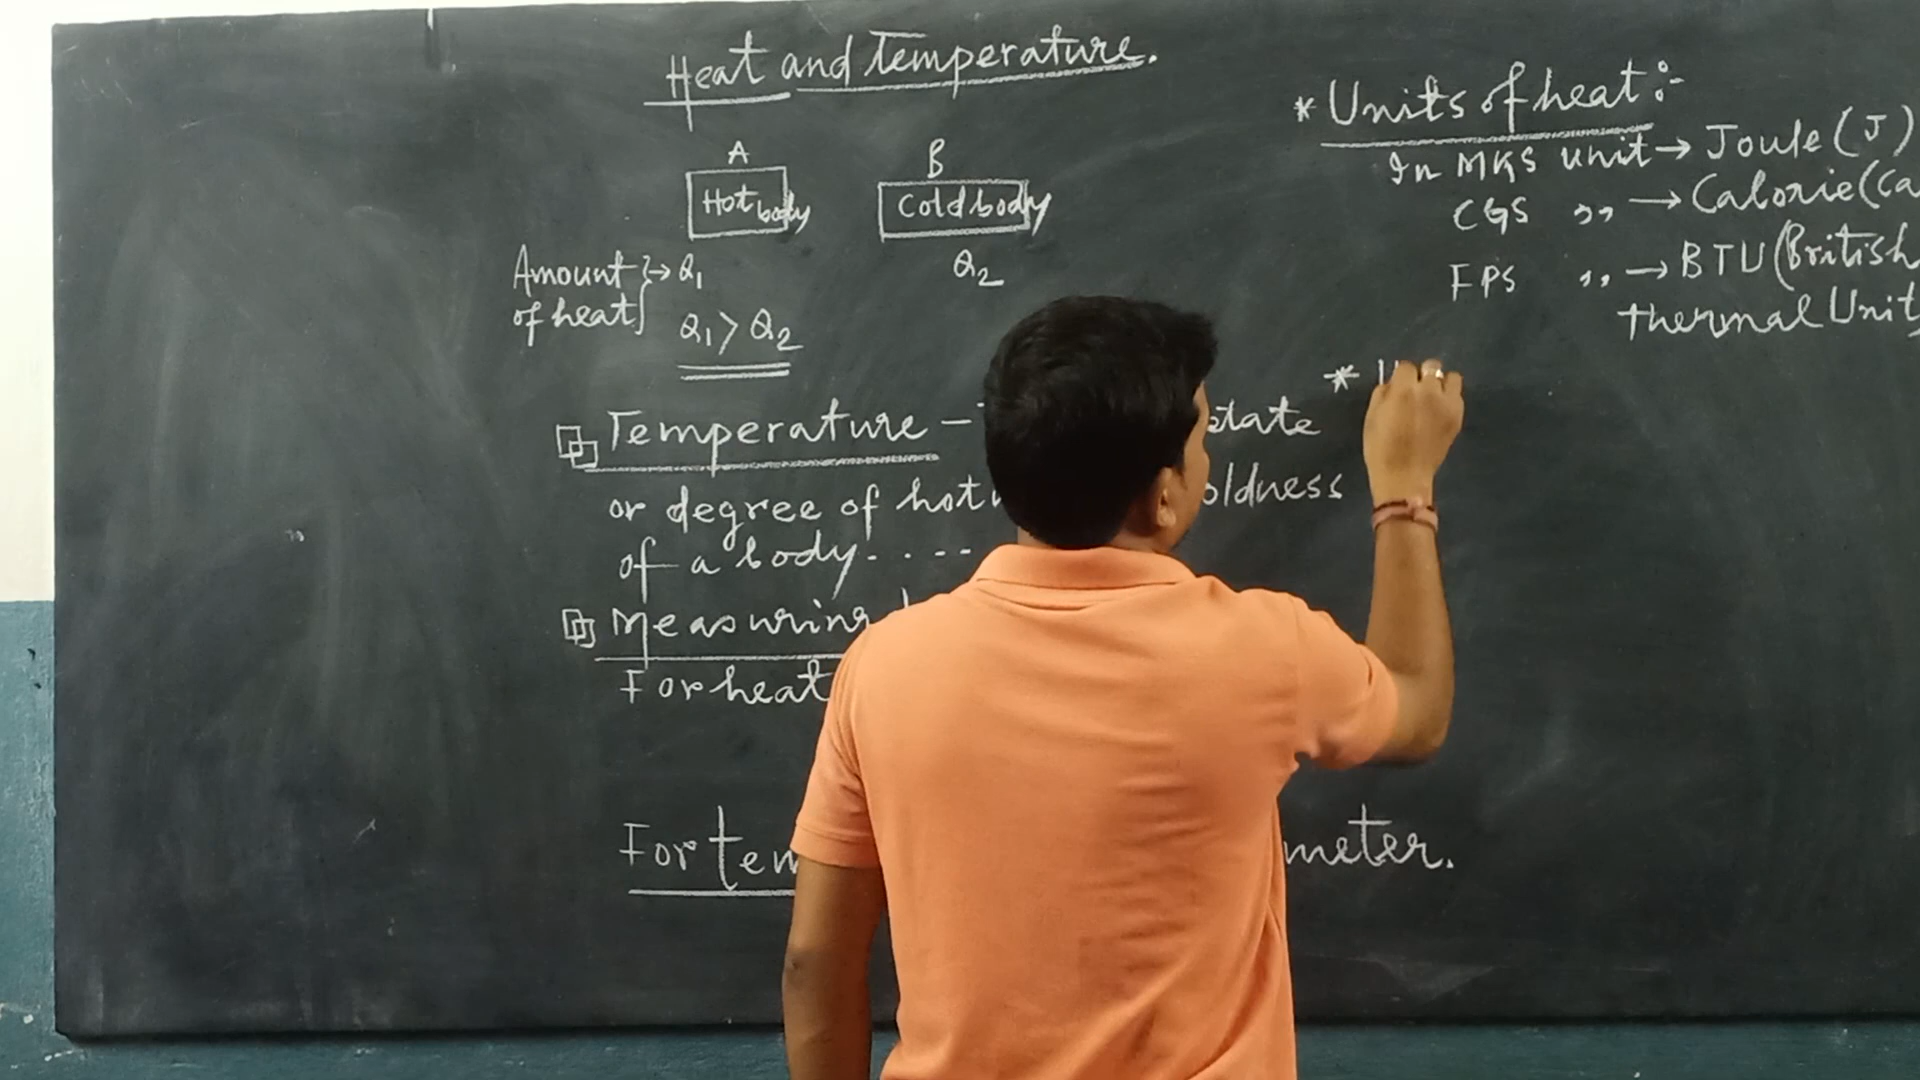 Heat and Temperature.
A
B
Hot body
Cold body
Amount of heat }→ Q1
Q2
Q1 > Q2
Temperature –
state
or degree of
oldness
of a body. . . - -
Measuring
For heat
For tem
meter.
* Units of heat :-
In MKS unit → Joule (J)
CGS ,, → Calorie (Ca
FPS ,, → BTU (British
Thermal Unit
*